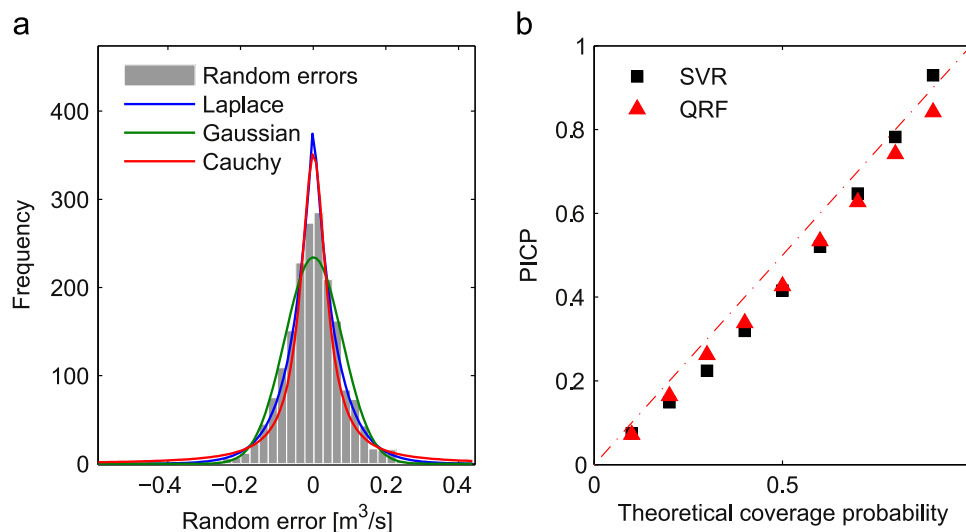 a
Random errors
Laplace
Gaussian
Cauchy
Frequency
400
300
200
100
0
−0.4
−0.2
0
0.2
0.4
Random error [m³/s]
b
SVR
QRF
PICP
1
0.8
0.6
0.4
0.2
0
0
0.5
1
Theoretical coverage probability